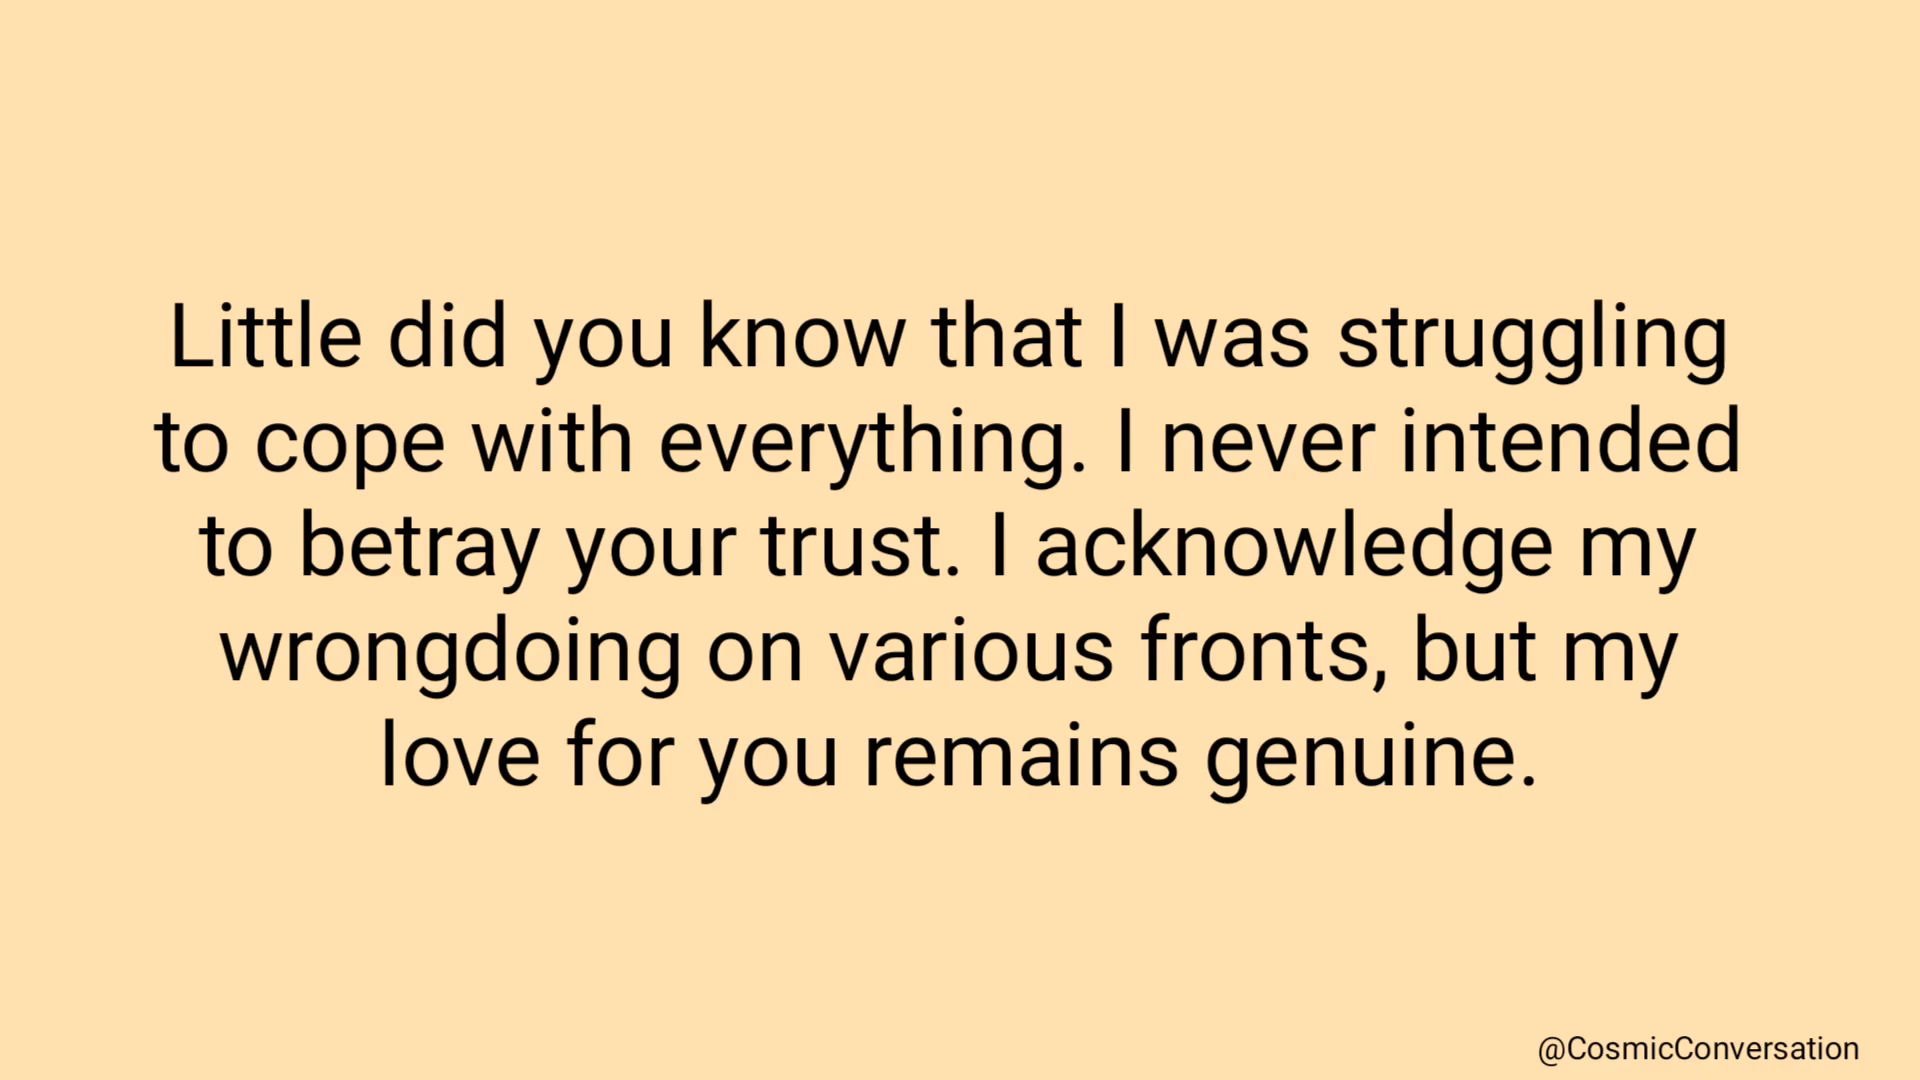 Little did you know that I was struggling
to cope with everything. I never intended
to betray your trust. I acknowledge my
wrongdoing on various fronts, but my
love for you remains genuine.
@CosmicConversation